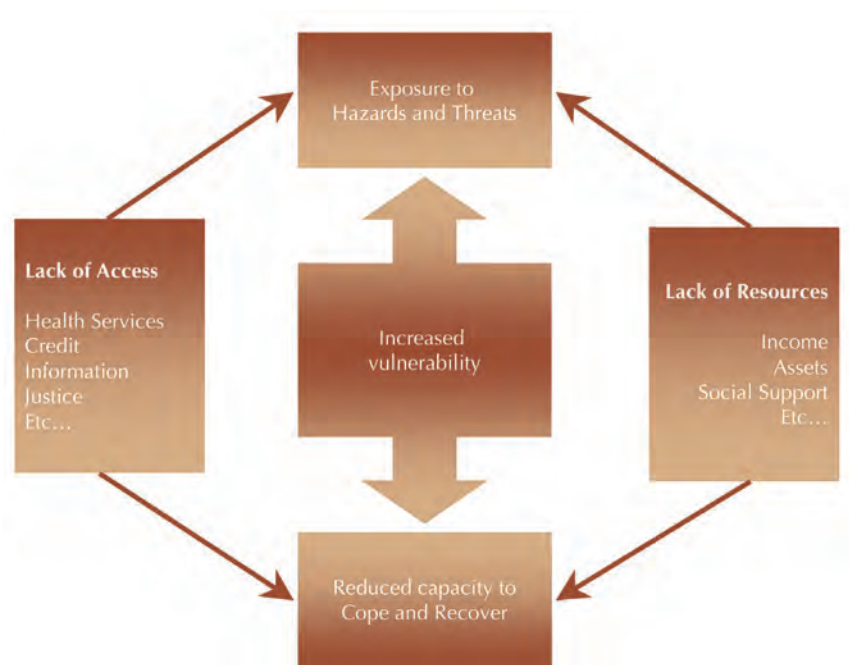 Exposure to
Hazards and Threats
Lack of Access
Health Services
Credit
Information
Justice
Etc...
Increased
vulnerability
Lack of Resources
Income
Assets
Social Support
Etc...
Reduced capacity to
Cope and Recover